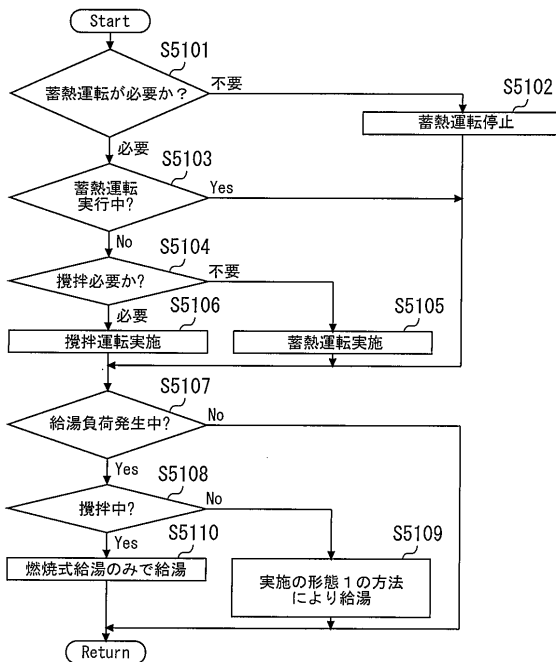 Start
S5101
蓄熱運転が必要か?
不要
S5102
蓄熱運転停止
必要
S5103
蓄熱運転
実行中?
Yes
No
S5104
攪拌必要か?
不要
必要
S5106
攪拌運転実施
S5105
蓄熱運転実施
S5107
給湯負荷発生中?
No
Yes
S5108
攪拌中?
No
Yes
S5110
燃焼式給湯のみで給湯
S5109
実施の形態1の方法
により給湯
Return